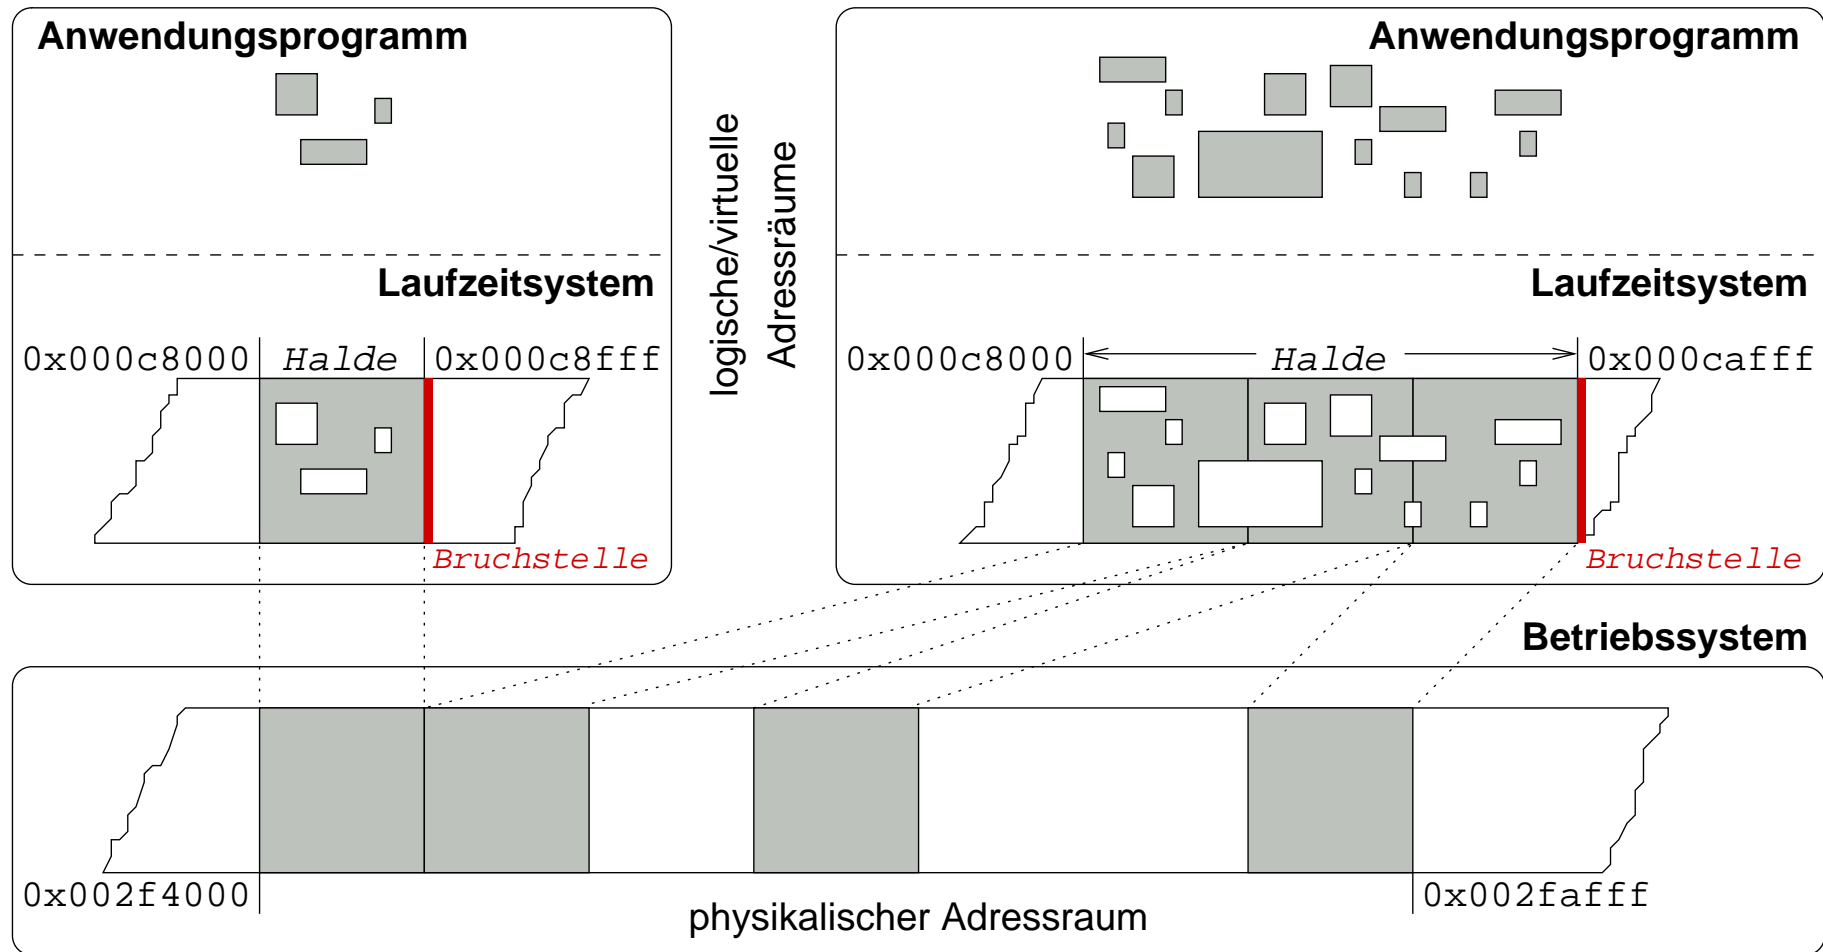 Anwendungsprogramm
Anwendungsprogramm
logische/virtuelle
Adressräume
Laufzeitsystem
Laufzeitsystem
0x000c8000 Halde 0x000c8fff
0x000c8000 Halde 0x000cafff
Bruchstelle
Bruchstelle
Betriebssystem
0x002f4000
0x002fafff
physikalischer Adressraum